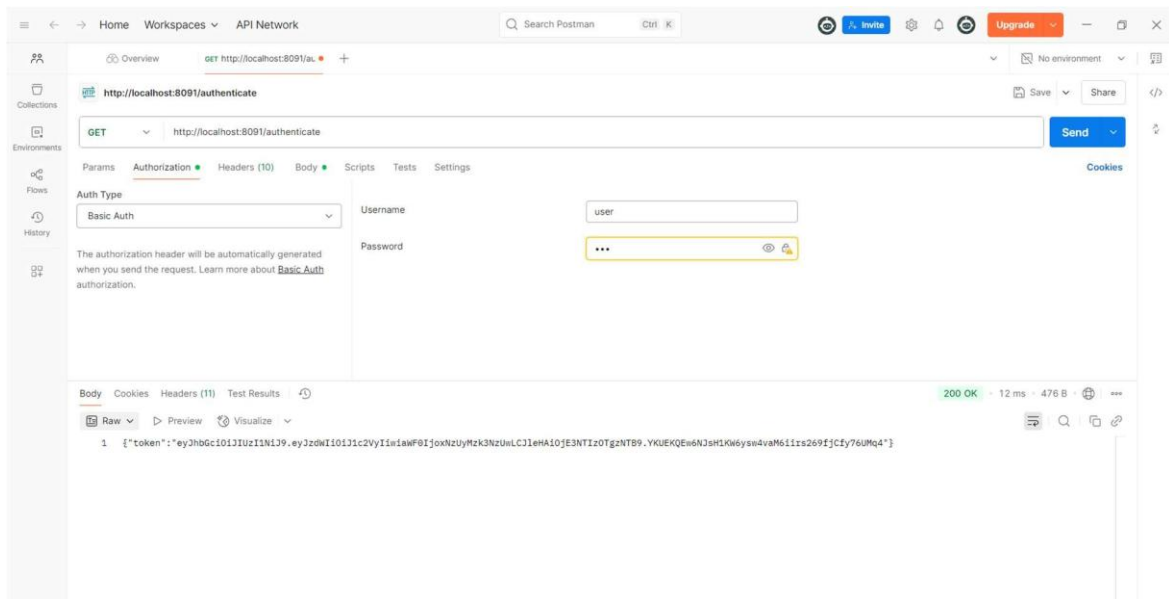 Home Workspaces API Network Search Postman Ctrl K Invite Upgrade
Overview GET http://localhost:8091/au No environment
Collections
Environments
Flows
History
http://localhost:8091/authenticate Save Share
GET http://localhost:8091/authenticate Send
Params Authorization Headers (10) Body Scripts Tests Settings Cookies
Auth Type
Basic Auth
The authorization header will be automatically generated
when you send the request. Learn more about Basic Auth
authorization.
Username user
Password •••
Body Cookies Headers (11) Test Results 200 OK · 12 ms · 476 B
Raw Preview Visualize
1 {"token":"eyJhbGciOiJIUzI1NiJ9.eyJzdWIiOiJ1c2VyIiwiaWF0IjoxNzUyMzk3NzUwLCJleHAiOjE3NTIzOTgzNTB9.YKUEKQEw6NJsH1KW6ysw4vaM6iirs269fjCfy76UMq4"}